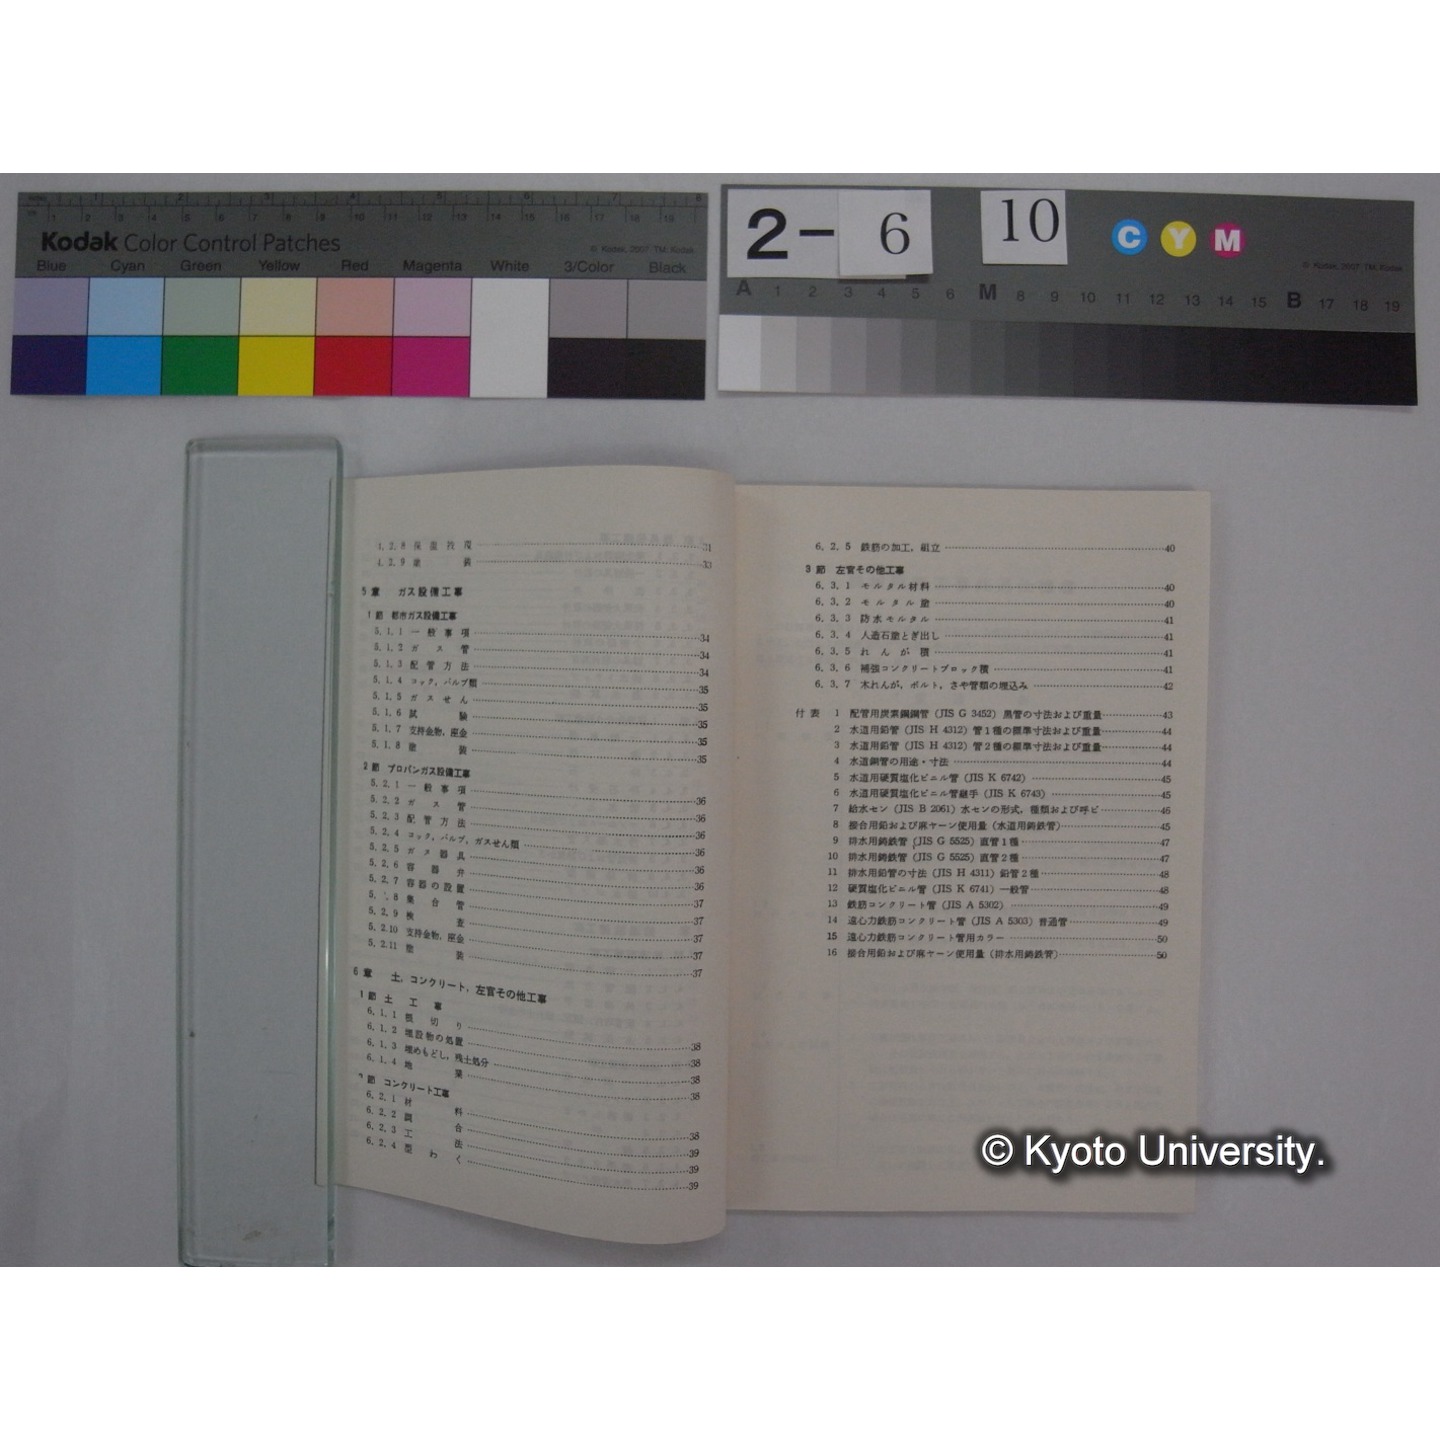 Kodak Color Control Patches
© Kodak, 2007 TM: Kodak
Blue Cyan Green Yellow Red Magenta White 3/Color Black
2- 6 10 C Y M
© Kodak, 2007 TM: Kodak
A 1 2 3 4 5 6 M 8 9 10 11 12 13 14 15 B 17 18 19
4.2.8 保温被覆 31
4.2.9 塗装 33
5章 ガス設備工事
1節 都市ガス設備工事
5.1.1 一般事項 34
5.1.2 ガス管 34
5.1.3 配管方法 34
5.1.4 コック,バルブ類 35
5.1.5 ガスせん 35
5.1.6 試験 35
5.1.7 支持金物,座金 35
5.1.8 塗装 35
2節 プロパンガス設備工事
5.2.1 一般事項 36
5.2.2 ガス管 36
5.2.3 配管方法 36
5.2.4 コック,バルブ,ガスせん類 36
5.2.5 ガス器具 36
5.2.6 容器弁 36
5.2.7 容器の設置 37
5.2.8 集合管 37
5.2.9 検査 37
5.2.10 支持金物,座金 37
5.2.11 塗装 37
6章 土,コンクリート,左官その他工事
1節 土工事
6.1.1 根切り 38
6.1.2 埋設物の処置 38
6.1.3 埋めもどし,残土処分 38
6.1.4 地業 38
2節 コンクリート工事
6.2.1 材料 38
6.2.2 調合 39
6.2.3 工法 39
6.2.4 型わく 39
6.2.5 鉄筋の加工,組立 40
3節 左官その他工事
6.3.1 モルタル材料 40
6.3.2 モルタル塗 40
6.3.3 防水モルタル 41
6.3.4 人造石塗とぎ出し 41
6.3.5 れんが積 41
6.3.6 補強コンクリートブロック積 41
6.3.7 木れんが,ボルト,さや管類の埋込み 42
付表 1 配管用炭素鋼鋼管(JIS G 3452)黒管の寸法および重量 43
2 水道用鉛管(JIS H 4312)管1種の標準寸法および重量 44
3 水道用鉛管(JIS H 4312)管2種の標準寸法および重量 44
4 水道銅管の用途・寸法 44
5 水道用硬質塩化ビニル管(JIS K 6742) 45
6 水道用硬質塩化ビニル管継手(JIS K 6743) 45
7 給水セン(JIS B 2061)水センの形式,種類および呼ビ 46
8 接合用鉛および麻ヤーン使用量(水道用鋳鉄管) 45
9 排水用鋳鉄管(JIS G 5525)直管1種 47
10 排水用鋳鉄管(JIS G 5525)直管2種 47
11 排水用鉛管の寸法(JIS H 4311)鉛管2種 48
12 硬質塩化ビニル管(JIS K 6741)一般管 48
13 鉄筋コンクリート管(JIS A 5302) 49
14 遠心力鉄筋コンクリート管(JIS A 5303)普通管 49
15 遠心力鉄筋コンクリート管用カラー 50
16 接合用鉛および麻ヤーン使用量(排水用鋳鉄管) 50
© Kyoto University.